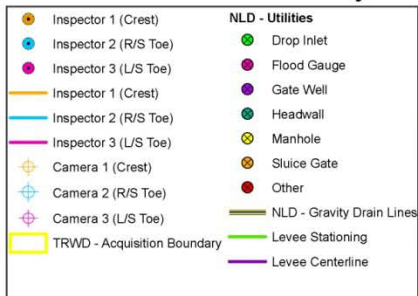 Inspector 1 (Crest)
Inspector 2 (R/S Toe)
Inspector 3 (L/S Toe)
Inspector 1 (Crest)
Inspector 2 (R/S Toe)
Inspector 3 (L/S Toe)
Camera 1 (Crest)
Camera 2 (R/S Toe)
Camera 3 (L/S Toe)
TRWD - Acquisition Boundary
NLD - Utilities
Drop Inlet
Flood Gauge
Gate Well
Headwall
Manhole
Sluice Gate
Other
NLD - Gravity Drain Lines
Levee Stationing
Levee Centerline